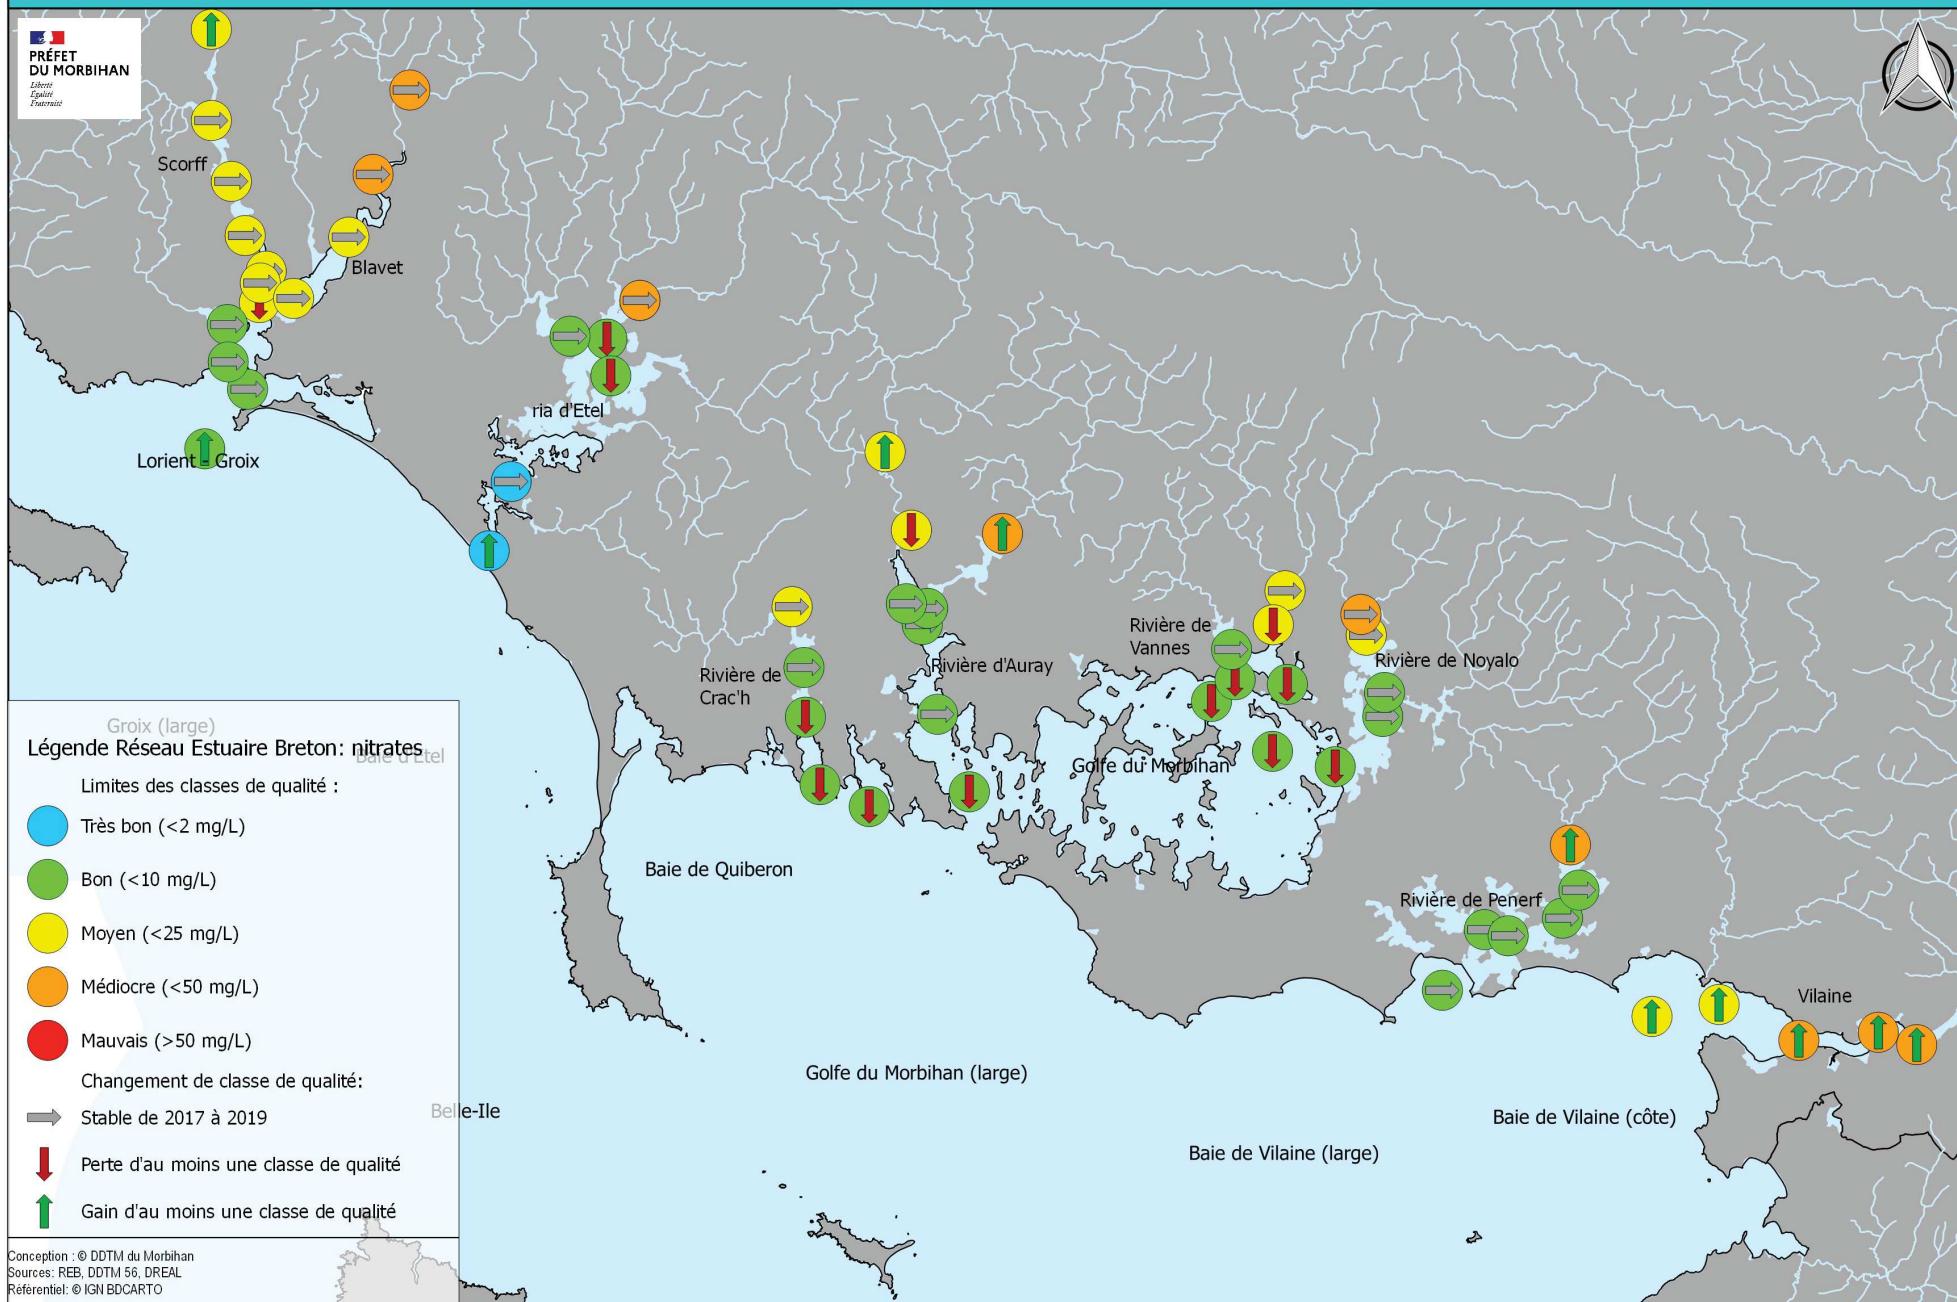 PRÉFET
DU MORBIHAN
Liberté
Égalité
Fraternité
Scorff
Blavet
ria d'Etel
Lorient - Groix
Rivière de
Vannes
Rivière de Noyalo
Rivière d'Auray
Rivière de
Crac'h
Golfe du Morbihan
Baie de Quiberon
Rivière de Penerf
Vilaine
Golfe du Morbihan (large)
Baie de Vilaine (côte)
Baie de Vilaine (large)
Belle-Ile
Groix (large)
Baie d'Etel
Légende Réseau Estuaire Breton: nitrates
Limites des classes de qualité :
Très bon (<2 mg/L)
Bon (<10 mg/L)
Moyen (<25 mg/L)
Médiocre (<50 mg/L)
Mauvais (>50 mg/L)
Changement de classe de qualité:
Stable de 2017 à 2019
Perte d'au moins une classe de qualité
Gain d'au moins une classe de qualité
Conception : © DDTM du Morbihan
Sources: REB, DDTM 56, DREAL
Référentiel: © IGN BDCARTO